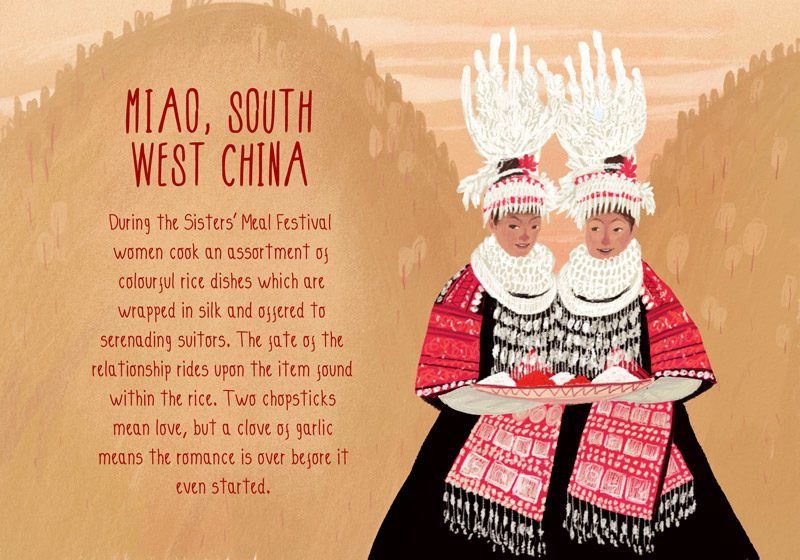 MIAO, SOUTH
WEST CHINA
During the Sisters' Meal Festival
women cook an assortment of
colourful rice dishes which are
wrapped in silk and offered to
serenading suitors. The fate of the
relationship rides upon the item found
within the rice. Two chopsticks
mean love, but a clove of garlic
means the romance is over before it
even started.